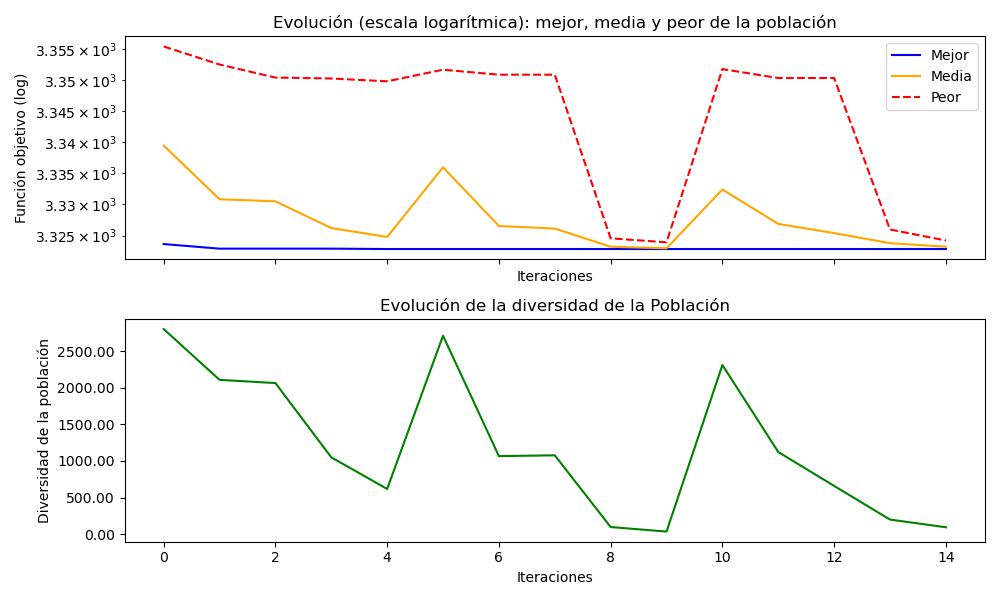 Evolución (escala logarítmica): mejor, media y peor de la población
3.355 × 10³
3.35 × 10³
3.345 × 10³
3.34 × 10³
3.335 × 10³
3.33 × 10³
3.325 × 10³
Función objetivo (log)
Mejor
Media
Peor
Iteraciones
Evolución de la diversidad de la Población
2500.00
2000.00
1500.00
1000.00
500.00
0.00
Diversidad de la población
0 2 4 6 8 10 12 14
Iteraciones